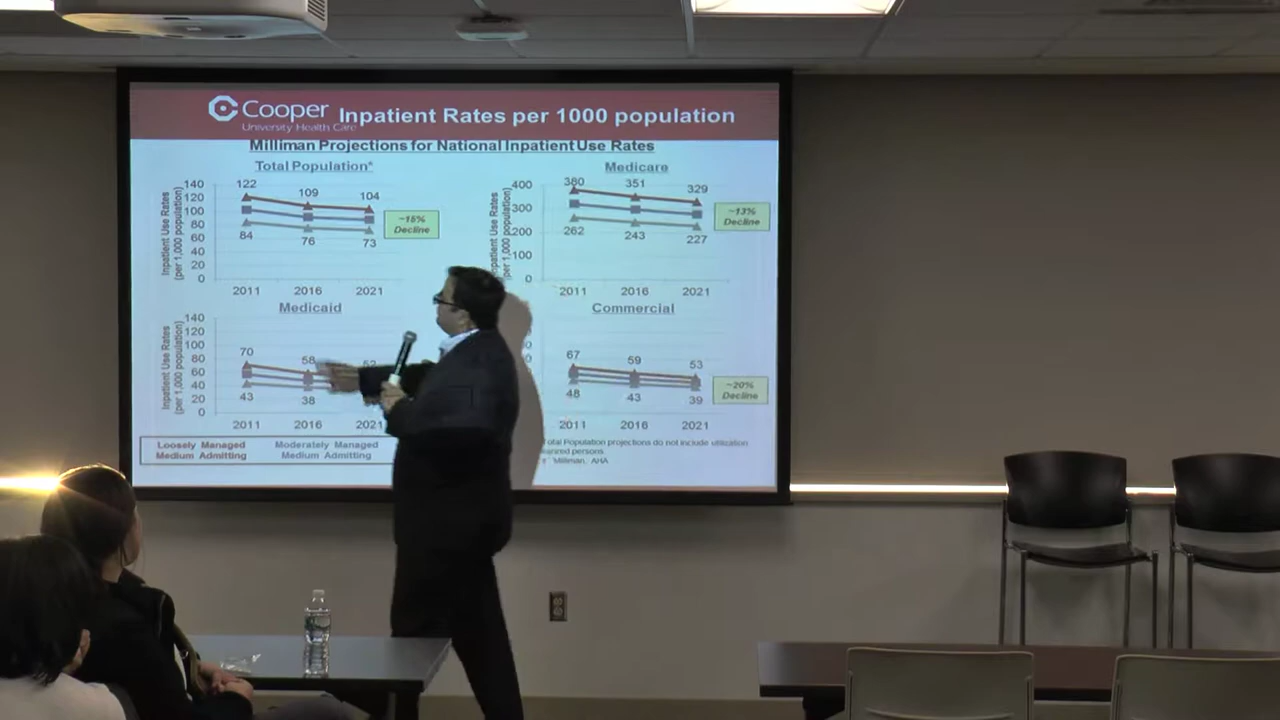 Cooper
University Health Care
Inpatient Rates per 1000 population
Milliman Projections for National Inpatient Use Rates
Total Population*
Inpatient Use Rates
(per 1,000 population)
140
120
100
80
60
40
20
0
122
109
104
84
76
73
~15%
Decline
2011
2016
2021
Medicare
Inpatient Use Rates
(per 1,000 population)
400
300
200
100
0
380
351
329
262
243
227
~13%
Decline
2011
2016
2021
Medicaid
Inpatient Use Rates
(per 1,000 population)
140
120
100
80
60
40
20
0
70
58
52
43
38
2011
2016
2021
Commercial
67
59
53
48
43
39
~20%
Decline
2011
2016
2021
Loosely Managed
Medium Admitting
Moderately Managed
Medium Admitting
Total Population projections do not include utilization
persons
Milliman, AHA